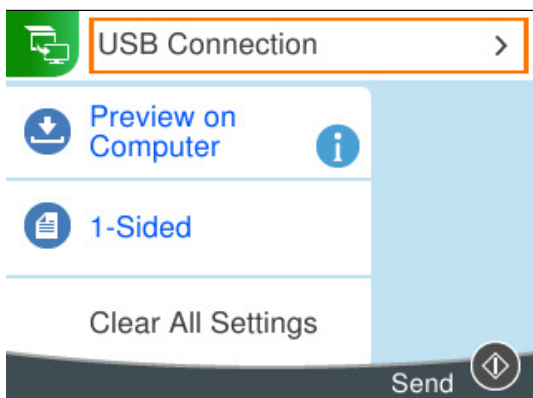 USB Connection
Preview on
Computer
1-Sided
Clear All Settings
Send